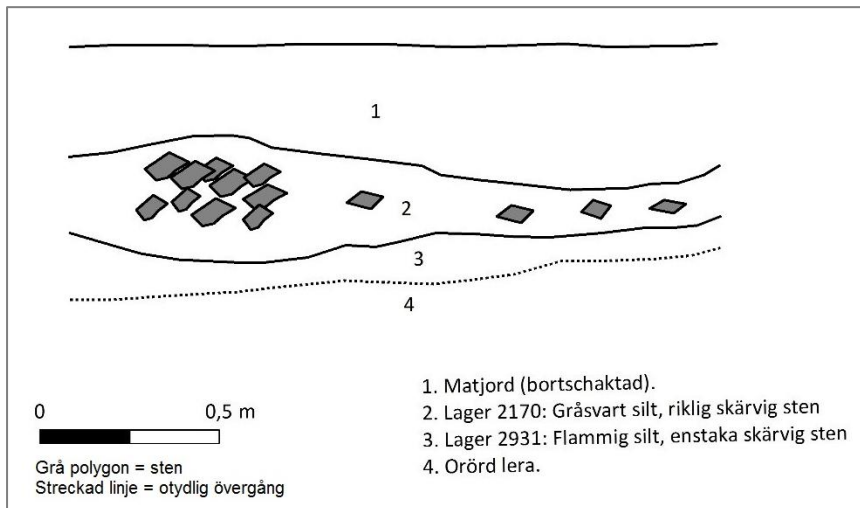 1
2
3
4
0 0,5 m
Grå polygon = sten
Streckad linje = otydlig övergång
1. Matjord (bortschaktad).
2. Lager 2170: Gråsvart silt, riklig skärvig sten
3. Lager 2931: Flammig silt, enstaka skärvig sten
4. Orörd lera.